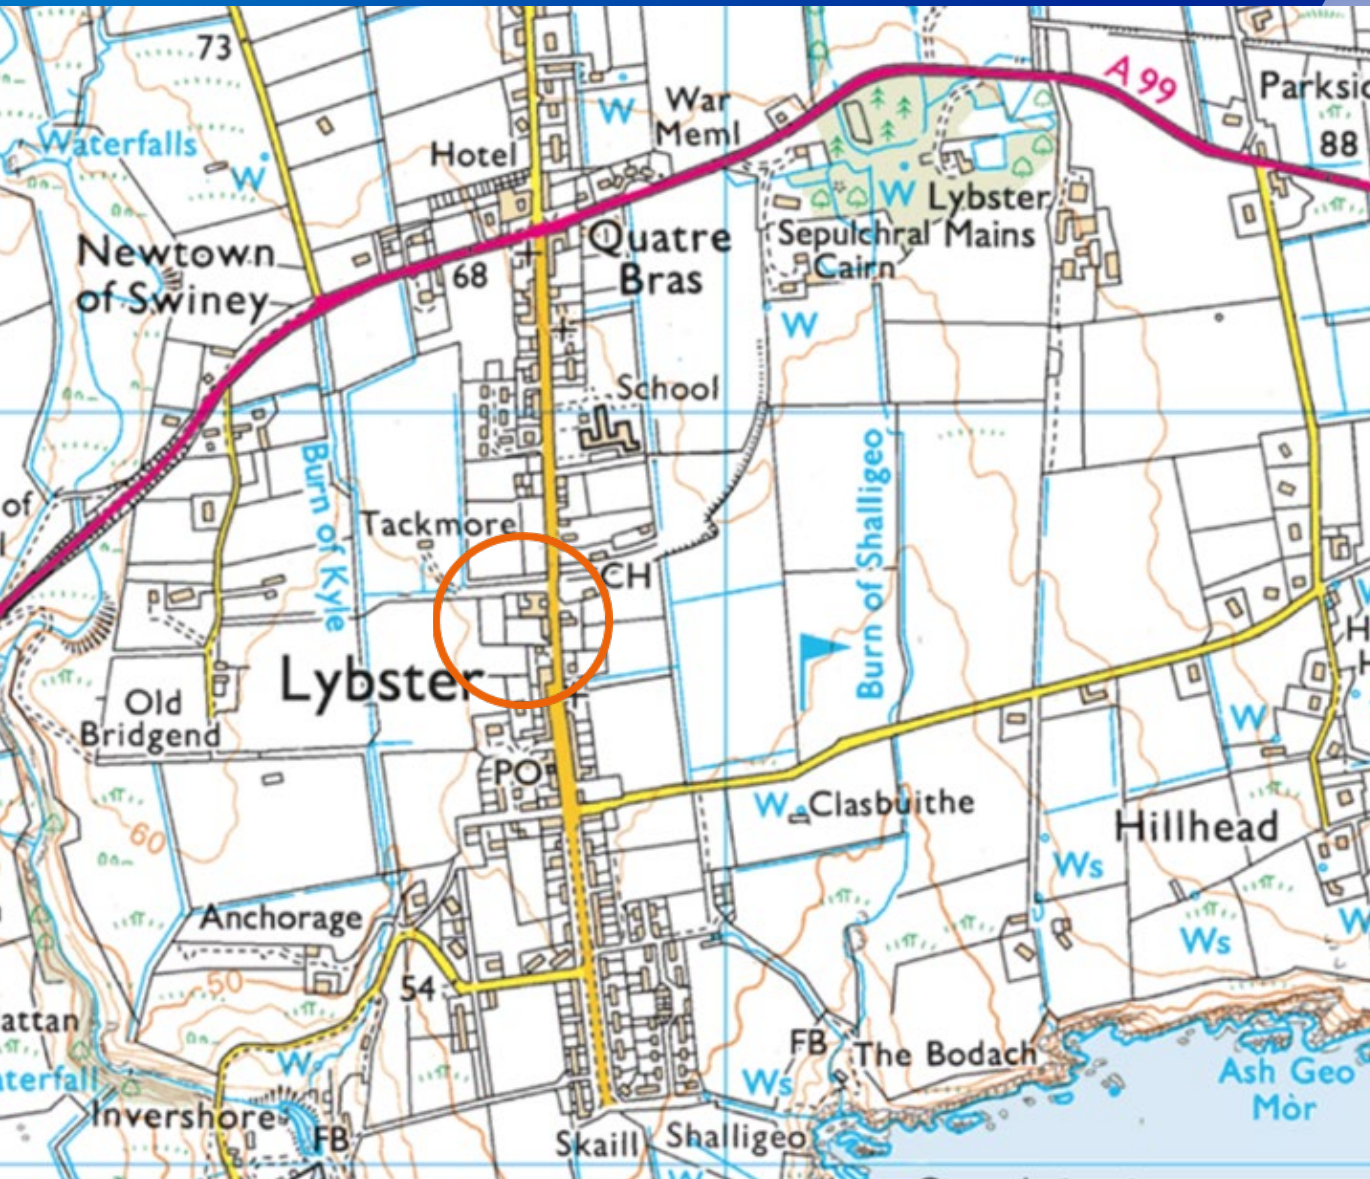 73
A 99
Parksi
War
Meml
W
Waterfalls
Hotel
88
W
W
Lybster
Mains
Newtown
of Swiney
68
Quatre
Bras
Sepulchral
Cairn
W
School
Burn of Kyle
Burn of Shalligeo
of
Tackmore
CH
Lybster
Old
Bridgend
W
PO
W
Clasbuithe
Hillhead
60
Ws
Anchorage
W
Ws
50
54
attan
FB
The Bodach
W
aterfall
Ws
Ash Geo
Mòr
Invershore
FB
Skaill
Shalligeo
W